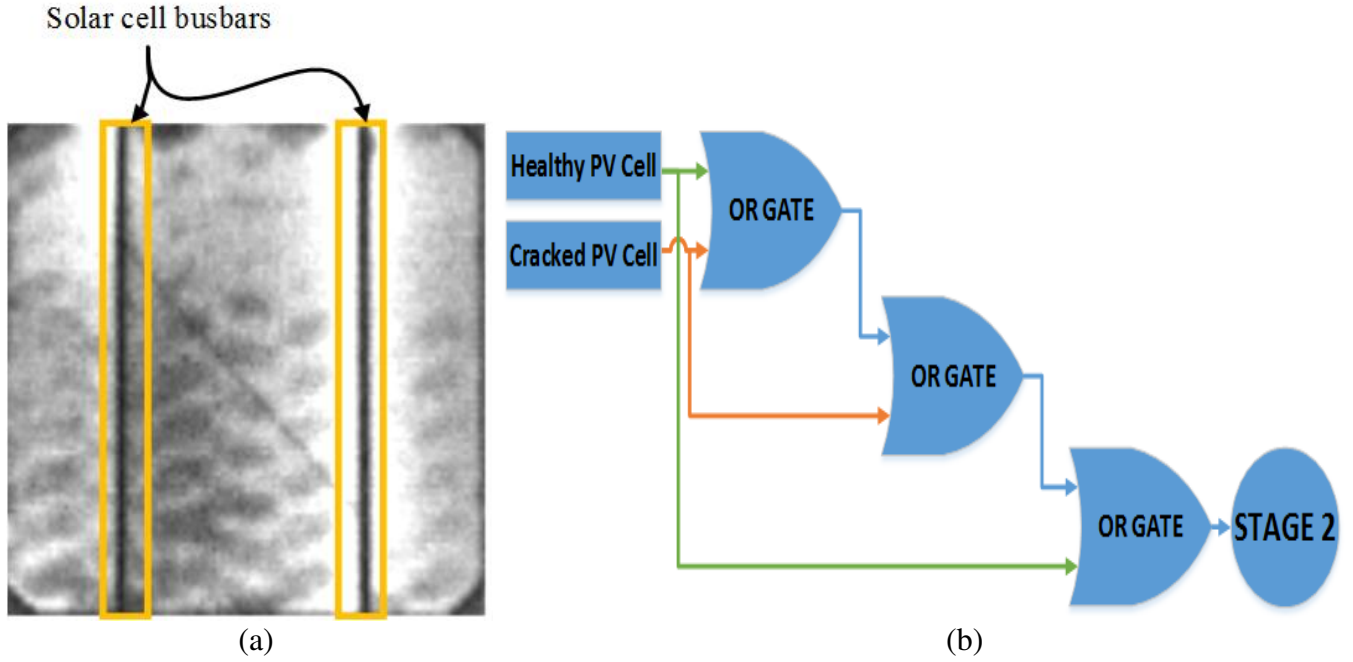 Solar cell busbars
Healthy PV Cell
OR GATE
Cracked PV Cell
OR GATE
OR GATE
STAGE 2
(a)
(b)